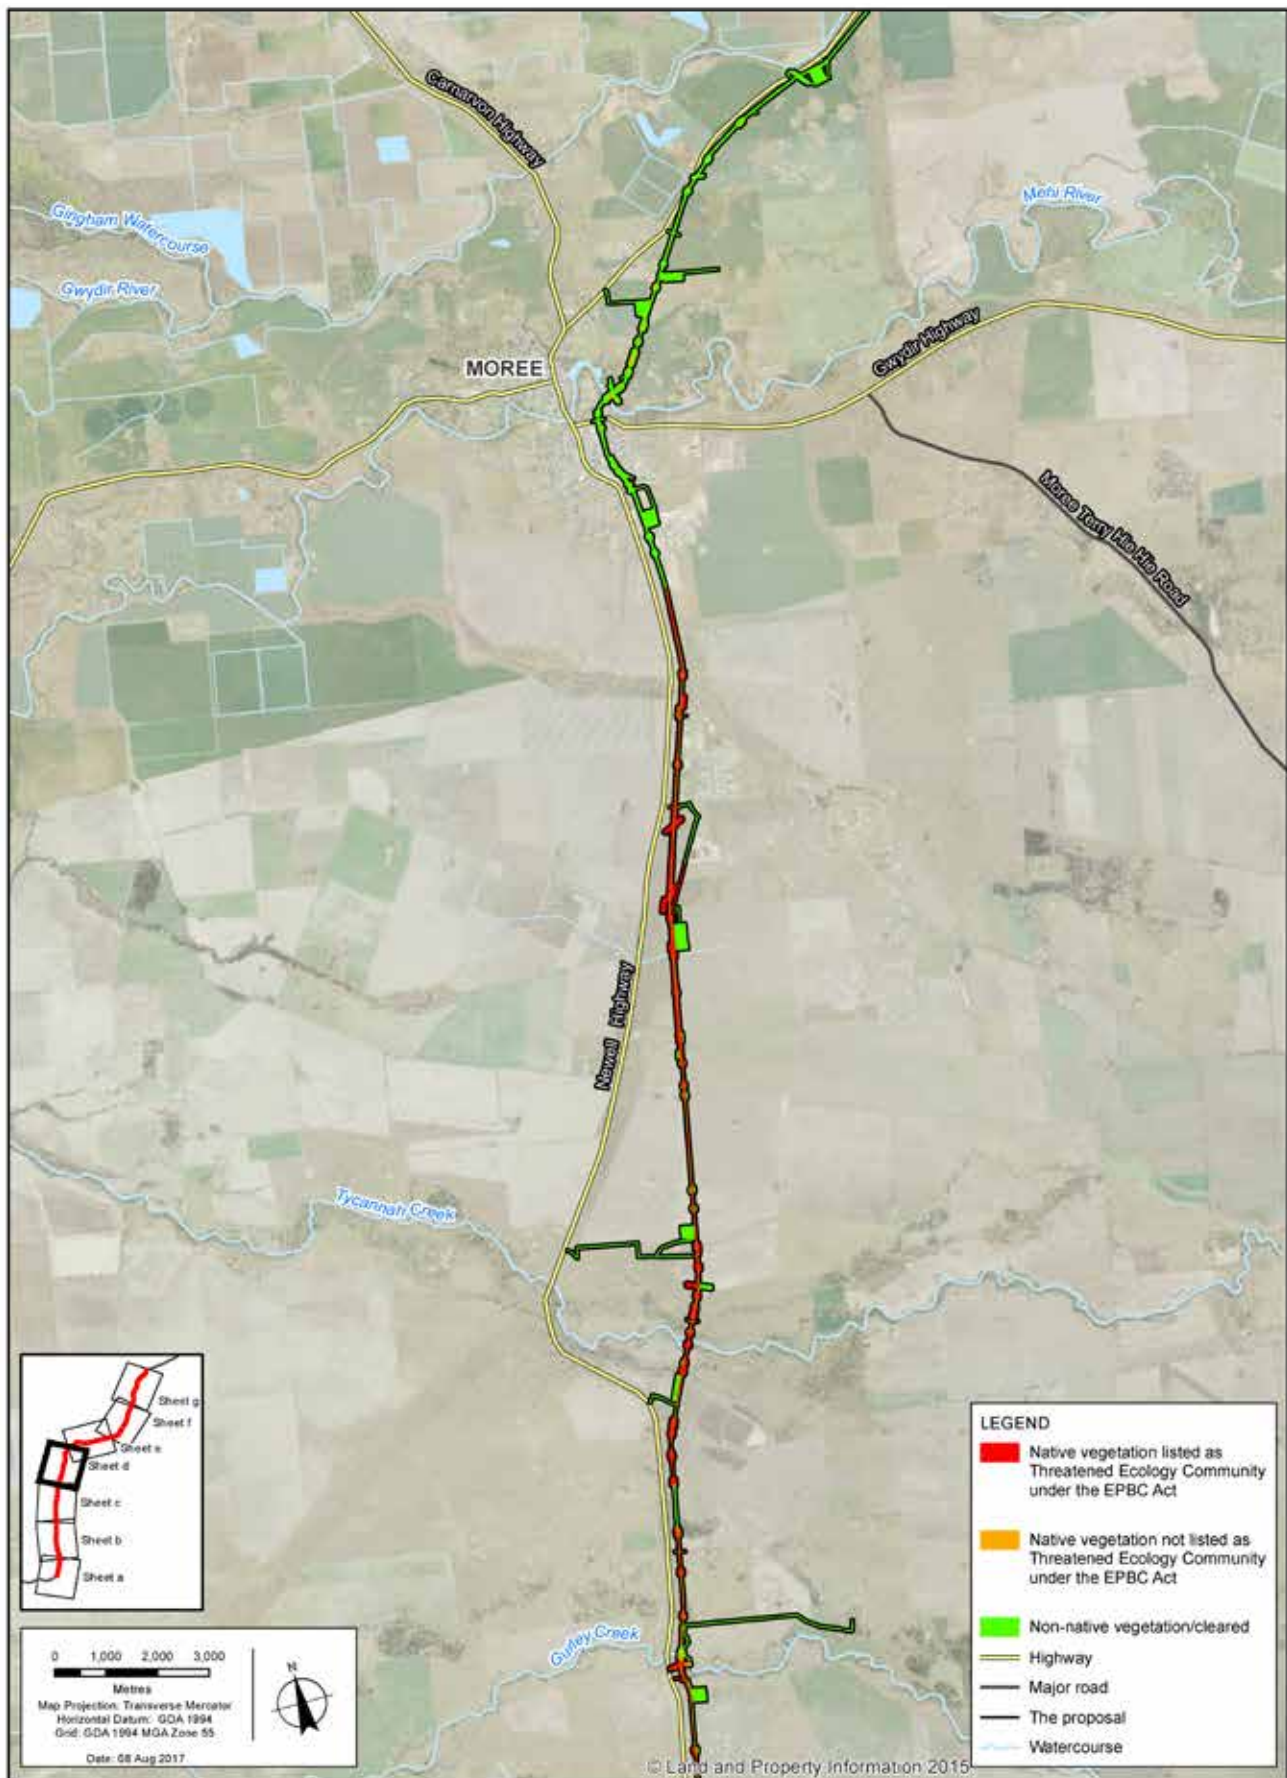 Carnarvon Highway
Mehi River
Gingham Watercourse
Gwydir River
Gwydir Highway
MOREE
Moree Terry Hie Hie Road
Newell Highway
Tycannah Creek
Sheet g
Sheet f
Sheet e
Sheet d
Sheet c
Sheet b
Sheet a
LEGEND
Native vegetation listed as
Threatened Ecology Community
under the EPBC Act
Native vegetation not listed as
Threatened Ecology Community
under the EPBC Act
Non-native vegetation/cleared
Highway
Major road
The proposal
Watercourse
Gurley Creek
0 1,000 2,000 3,000
Metres
Map Projection: Transverse Mercator
Horizontal Datum: GDA 1994
Grid: GDA 1994 MGA Zone 55
Date: 08 Aug 2017
N
© Land and Property Information 2015